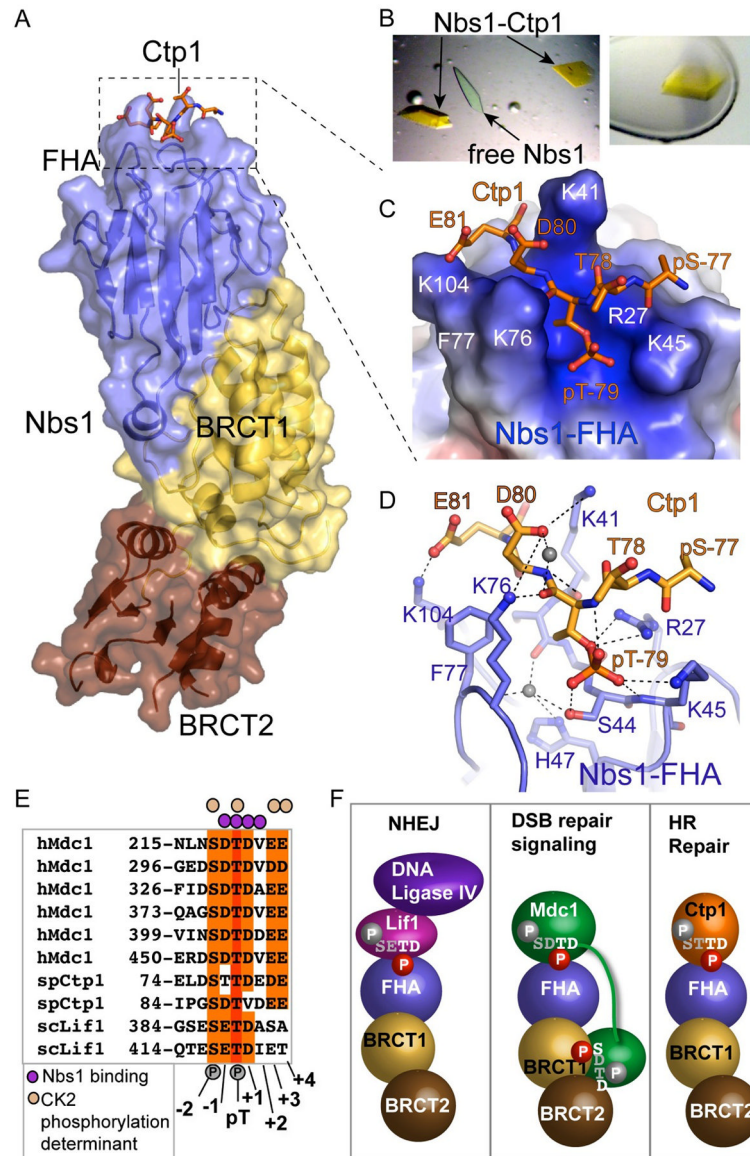 A
Ctp1
FHA
Nbs1
BRCT1
BRCT2
B
Nbs1-Ctp1
free Nbs1
C
Ctp1
K41
E81
D80
K104
T78
pS-77
F77
K76
R27
K45
pT-79
Nbs1-FHA
D
D80
Ctp1
E81
K41
T78
pS-77
K76
K104
R27
F77
pT-79
K45
S44
H47
Nbs1-FHA
E
hMdc1 215-NLNSDTDVEE
hMdc1 296-GEDSDTDVDD
hMdc1 326-FIDSDTDAEE
hMdc1 373-QAGSDTDVEE
hMdc1 399-VINSDTDDEE
hMdc1 450-ERDSDTDVEE
spCtp1 74-ELDSTTDEDE
spCtp1 84-IPGSDTVDEE
scLif1 384-GSESETDASA
scLif1 414-QTESETDIET
P P
Nbs1 binding
CK2
phosphorylation
determinant
-2 -1 pT +1 +2 +3 +4
F
NHEJ
DNA
Ligase IV
Lif1
P
SETD
P
FHA
BRCT1
BRCT2
DSB repair
signaling
Mdc1
P
SDTD
P
FHA
BRCT1
P
SDTD
P
BRCT2
HR
Repair
Ctp1
P
STTD
P
FHA
BRCT1
BRCT2